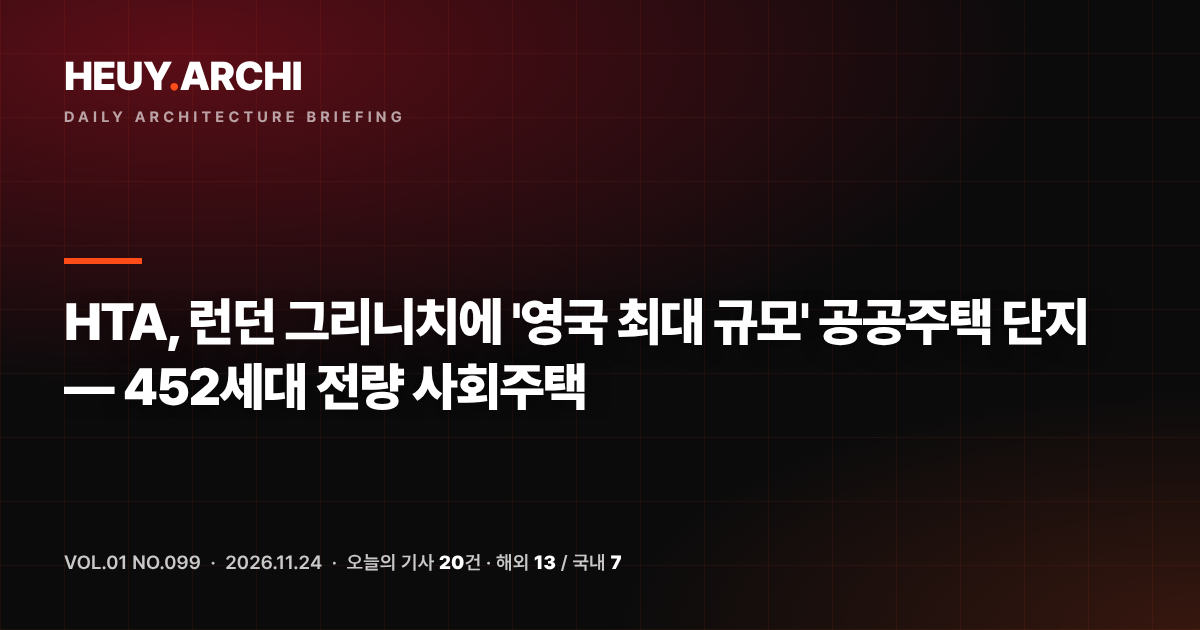 HEUY.ARCHI
DAILY ARCHITECTURE BRIEFING
HTA, 런던 그리니치에 '영국 최대 규모' 공공주택 단지
— 452세대 전량 사회주택
VOL.01 NO.099 · 2026.11.24 · 오늘의 기사 20건 · 해외 13 / 국내 7